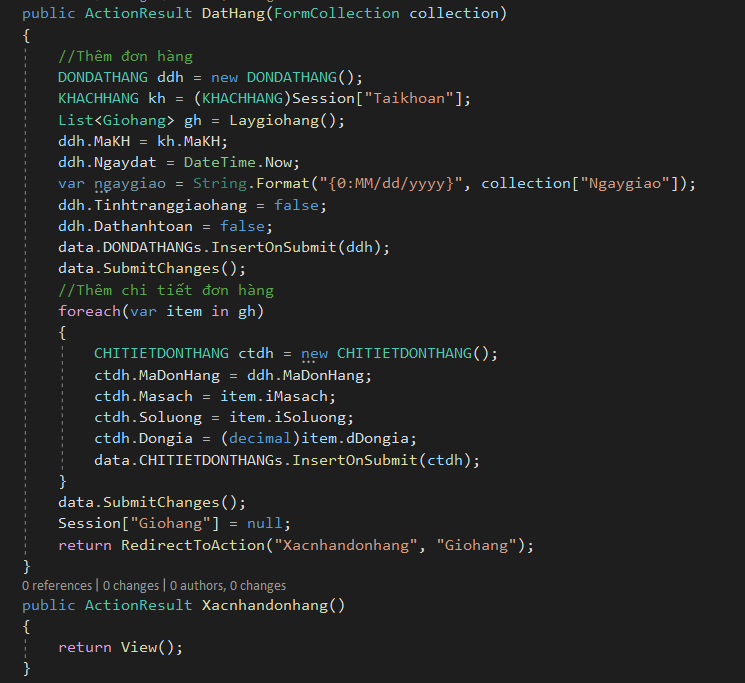 public ActionResult DatHang(FormCollection collection)
{
    //Thêm đơn hàng
    DONDATHANG ddh = new DONDATHANG();
    KHACHHANG kh = (KHACHHANG)Session["Taikhoan"];
    List<Giohang> gh = Laygiohang();
    ddh.MaKH = kh.MaKH;
    ddh.Ngaydat = DateTime.Now;
    var ngaygiao = String.Format("{0:MM/dd/yyyy}", collection["Ngaygiao"]);
    ddh.Tinhtranggiaohang = false;
    ddh.Dathanhtoan = false;
    data.DONDATHANGs.InsertOnSubmit(ddh);
    data.SubmitChanges();
    //Thêm chi tiết đơn hàng
    foreach(var item in gh)
    {
        CHITIETDONTHANG ctdh = new CHITIETDONTHANG();
        ctdh.MaDonHang = ddh.MaDonHang;
        ctdh.Masach = item.iMasach;
        ctdh.Soluong = item.iSoluong;
        ctdh.Dongia = (decimal)item.dDongia;
        data.CHITIETDONTHANGs.InsertOnSubmit(ctdh);
    }
    data.SubmitChanges();
    Session["Giohang"] = null;
    return RedirectToAction("Xacnhandonhang", "Giohang");
}
0 references | 0 changes | 0 authors, 0 changes
public ActionResult Xacnhandonhang()
{
    return View();
}